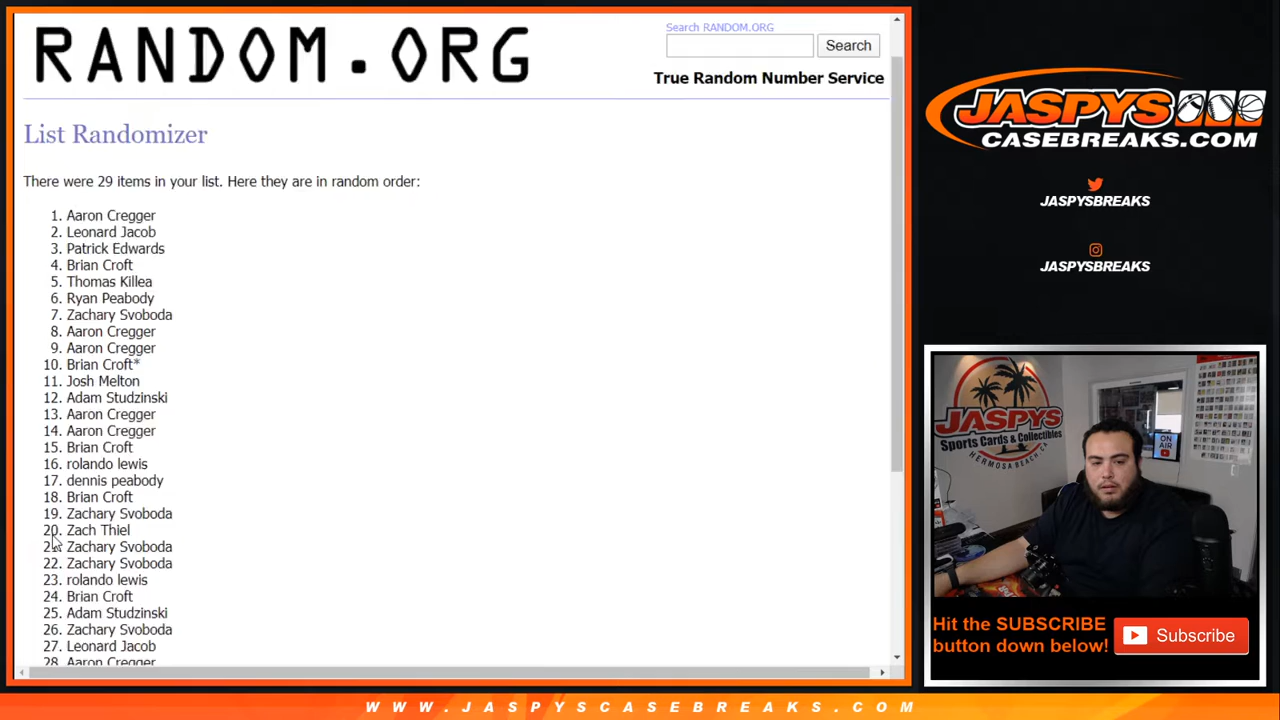 RANDOM.ORG
Search RANDOM.ORG
Search
True Random Number Service
List Randomizer
There were 29 items in your list. Here they are in random order:
1. Aaron Cregger
2. Leonard Jacob
3. Patrick Edwards
4. Brian Croft
5. Thomas Killea
6. Ryan Peabody
7. Zachary Svoboda
8. Aaron Cregger
9. Aaron Cregger
10. Brian Croft*
11. Josh Melton
12. Adam Studzinski
13. Aaron Cregger
14. Aaron Cregger
15. Brian Croft
16. rolando lewis
17. dennis peabody
18. Brian Croft
19. Zachary Svoboda
20. Zach Thiel
21. Zachary Svoboda
22. Zachary Svoboda
23. rolando lewis
24. Brian Croft
25. Adam Studzinski
26. Zachary Svoboda
27. Leonard Jacob
28. Aaron Cregger
JASPYS
CASEBREAKS.COM
JASPYSBREAKS
JASPYSBREAKS
JASPYS
Sports Cards & Collectibles
HERMOSA BEACH, CA
ON
AIR
Hit the SUBSCRIBE
button down below!
Subscribe
WWW.JASPYSCASEBREAKS.COM